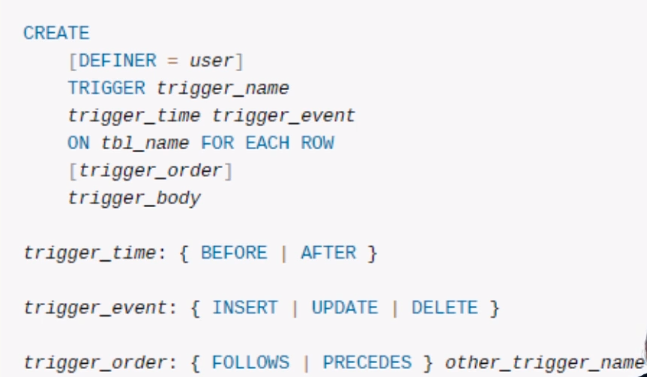 CREATE
[DEFINER = user]
TRIGGER trigger_name
trigger_time trigger_event
ON tbl_name FOR EACH ROW
[trigger_order]
trigger_body
trigger_time: { BEFORE | AFTER }
trigger_event: { INSERT | UPDATE | DELETE }
trigger_order: { FOLLOWS | PRECEDES } other_trigger_name